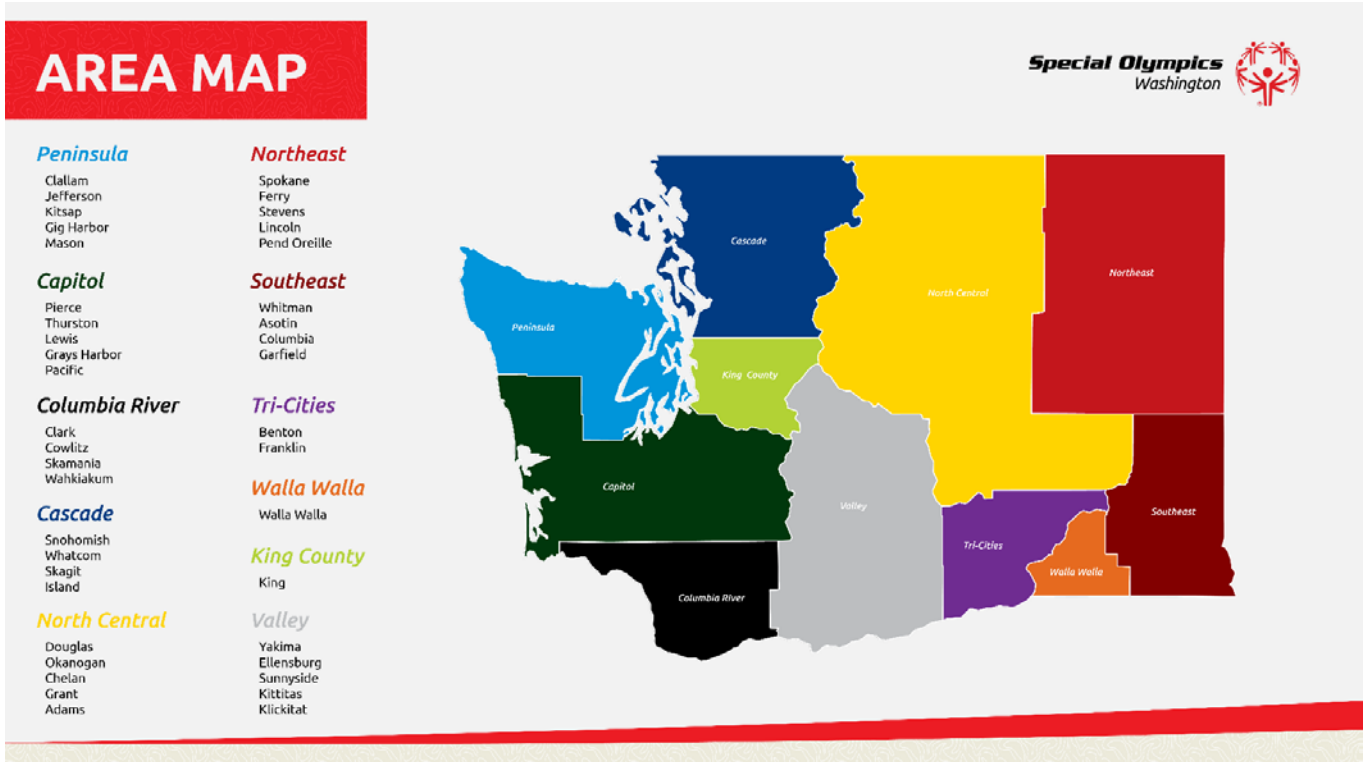 AREA MAP
Special Olympics
Washington
Peninsula
Clallam
Jefferson
Kitsap
Gig Harbor
Mason
Capitol
Pierce
Thurston
Lewis
Grays Harbor
Pacific
Columbia River
Clark
Cowlitz
Skamania
Wahkiakum
Cascade
Snohomish
Whatcom
Skagit
Island
North Central
Douglas
Okanogan
Chelan
Grant
Adams
Northeast
Spokane
Ferry
Stevens
Lincoln
Pend Oreille
Southeast
Whitman
Asotin
Columbia
Garfield
Tri-Cities
Benton
Franklin
Walla Walla
Walla Walla
King County
King
Valley
Yakima
Ellensburg
Sunnyside
Kittitas
Klickitat
Cascade
North Central
Northeast
Peninsula
King County
Capitol
Valley
Southeast
Tri-Cities
Walla Walla
Columbia River